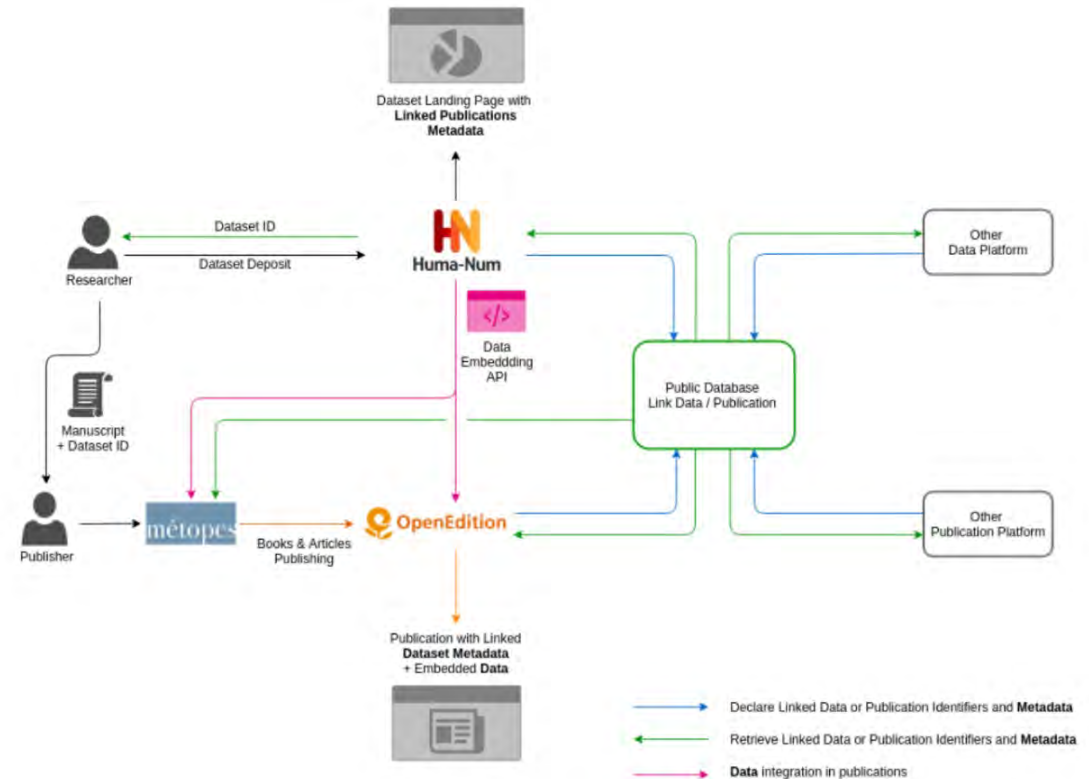 Dataset Landing Page with
Linked Publications
Metadata
Dataset ID
Dataset Deposit
Researcher
HN
Huma-Num
</>
Data
Embeddding
API
Other
Data Platform
Public Database
Link Data / Publication
Manuscript
+ Dataset ID
Publisher
métopes
Books & Articles
Publishing
OpenEdition
Other
Publication Platform
Publication with Linked
Dataset Metadata
+ Embedded Data
Declare Linked Data or Publication Identifiers and Metadata
Retrieve Linked Data or Publication Identifiers and Metadata
Data integration in publications